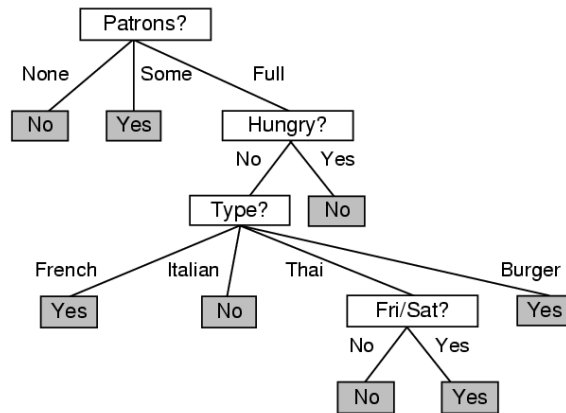 Patrons?
None Some Full
No Yes Hungry?
No Yes
Type? No
French Italian Thai Burger
Yes No Fri/Sat? Yes
No Yes
No Yes